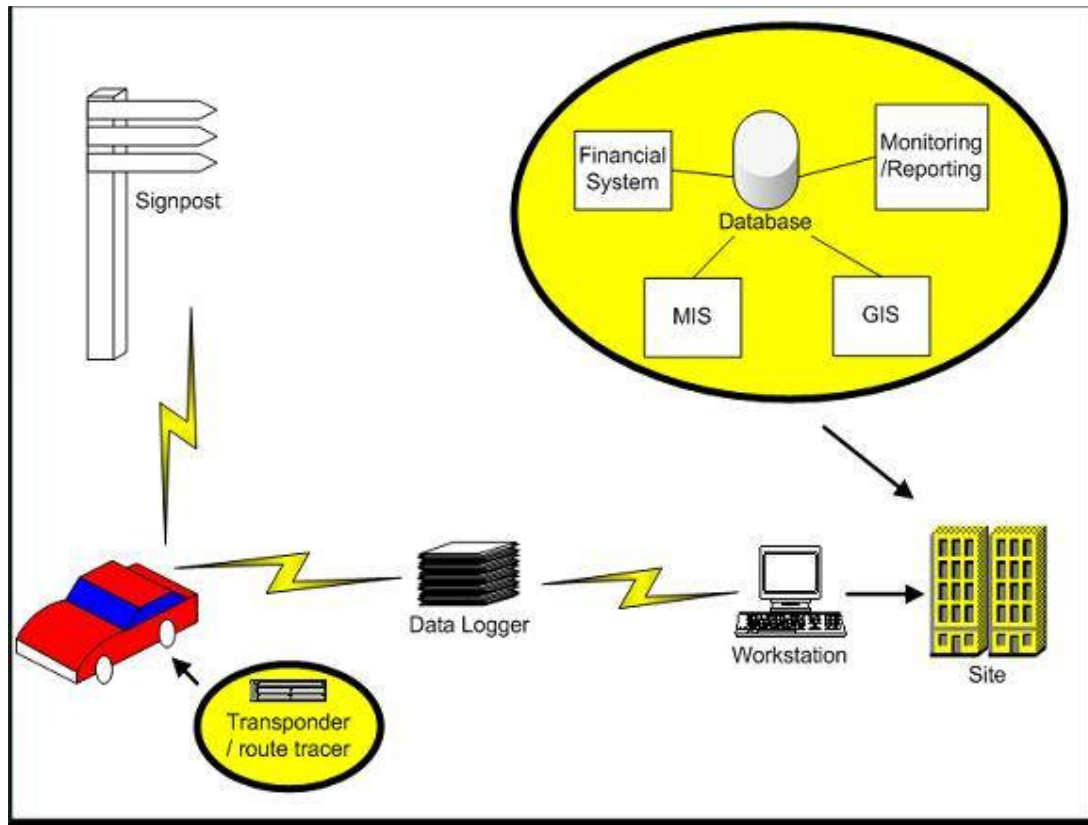 Signpost
Financial
System
Database
Monitoring
/Reporting
MIS
GIS
Data Logger
Workstation
Site
Transponder
/ route tracer